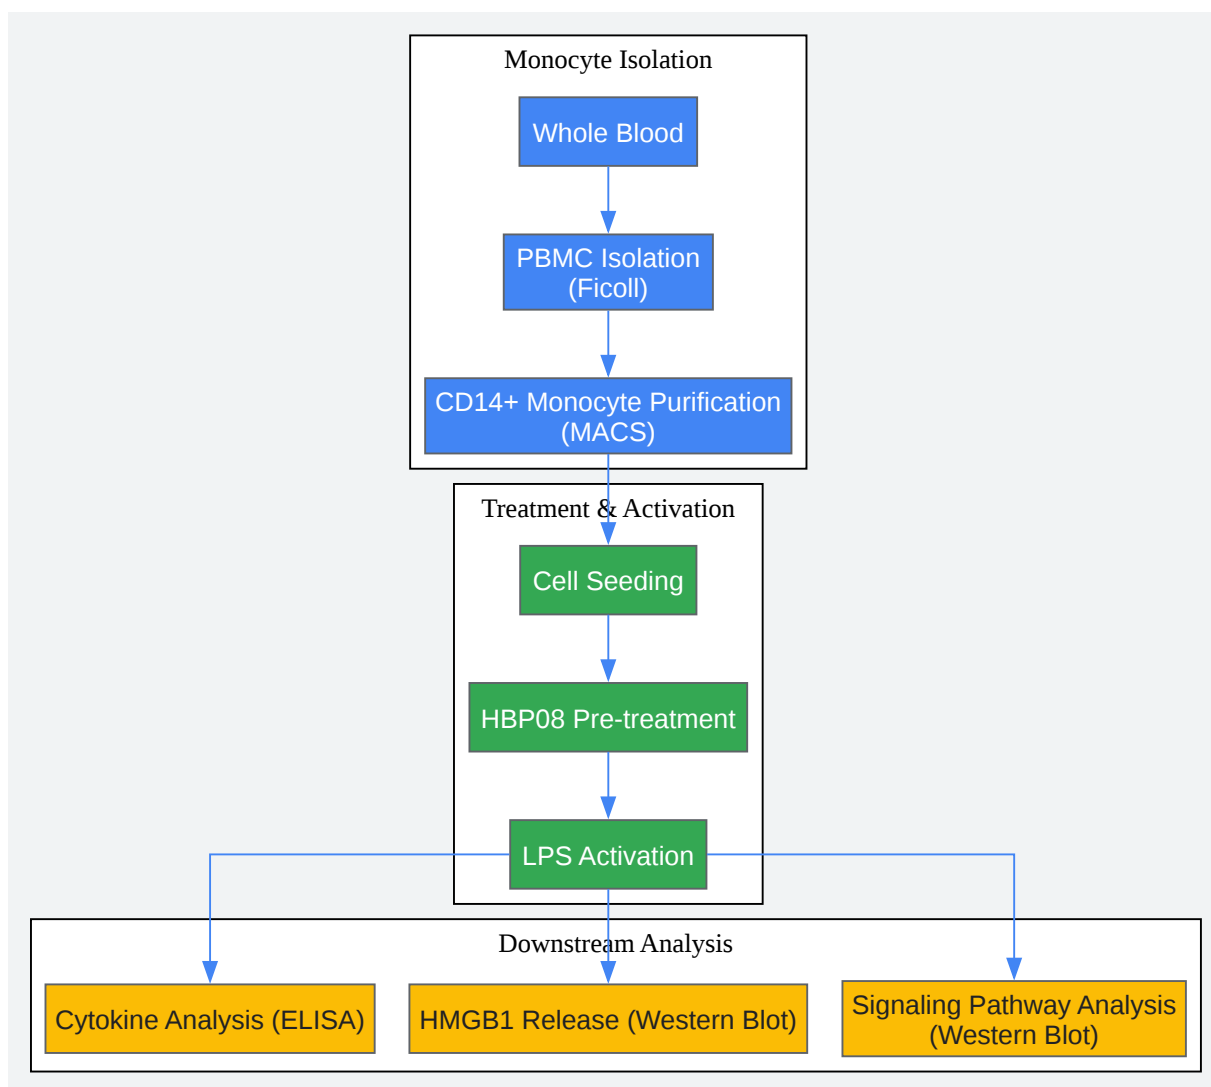 Monocyte Isolation
Whole Blood
PBMC Isolation
(Ficoll)
CD14+ Monocyte Purification
(MACS)
Treatment & Activation
Cell Seeding
HBP08 Pre-treatment
LPS Activation
Downstream Analysis
Cytokine Analysis (ELISA)
HMGB1 Release (Western Blot)
Signaling Pathway Analysis
(Western Blot)